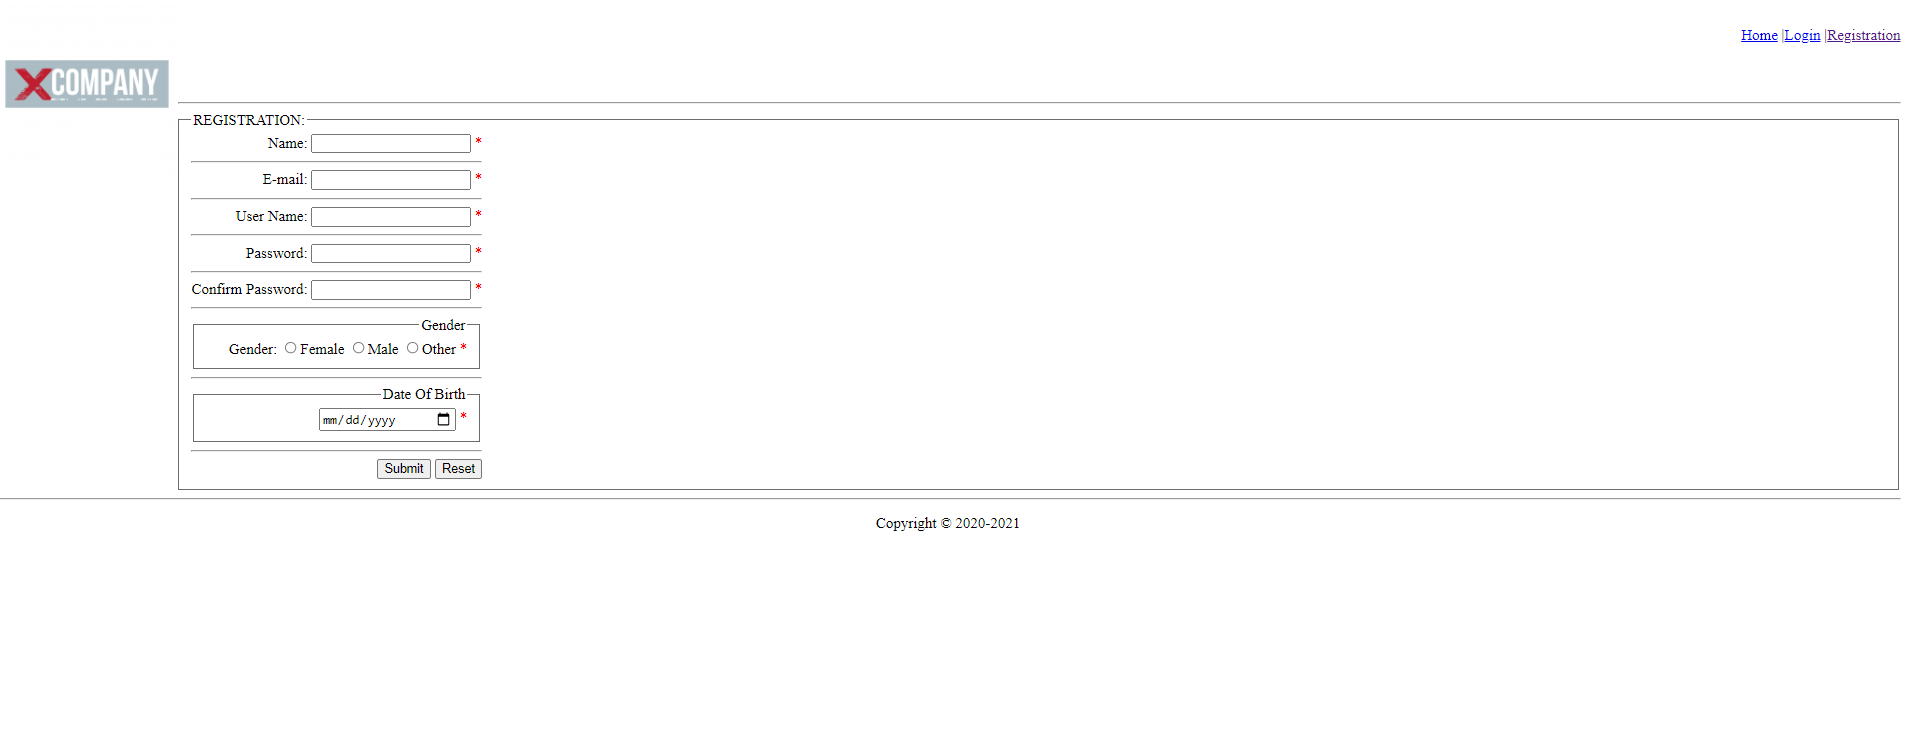 Home |Login |Registration
XCOMPANY
REGISTRATION:
Name: *
E-mail: *
User Name: *
Password: *
Confirm Password: *
Gender
Gender: Female Male Other *
Date Of Birth
mm/dd/yyyy *
Submit Reset
Copyright © 2020-2021